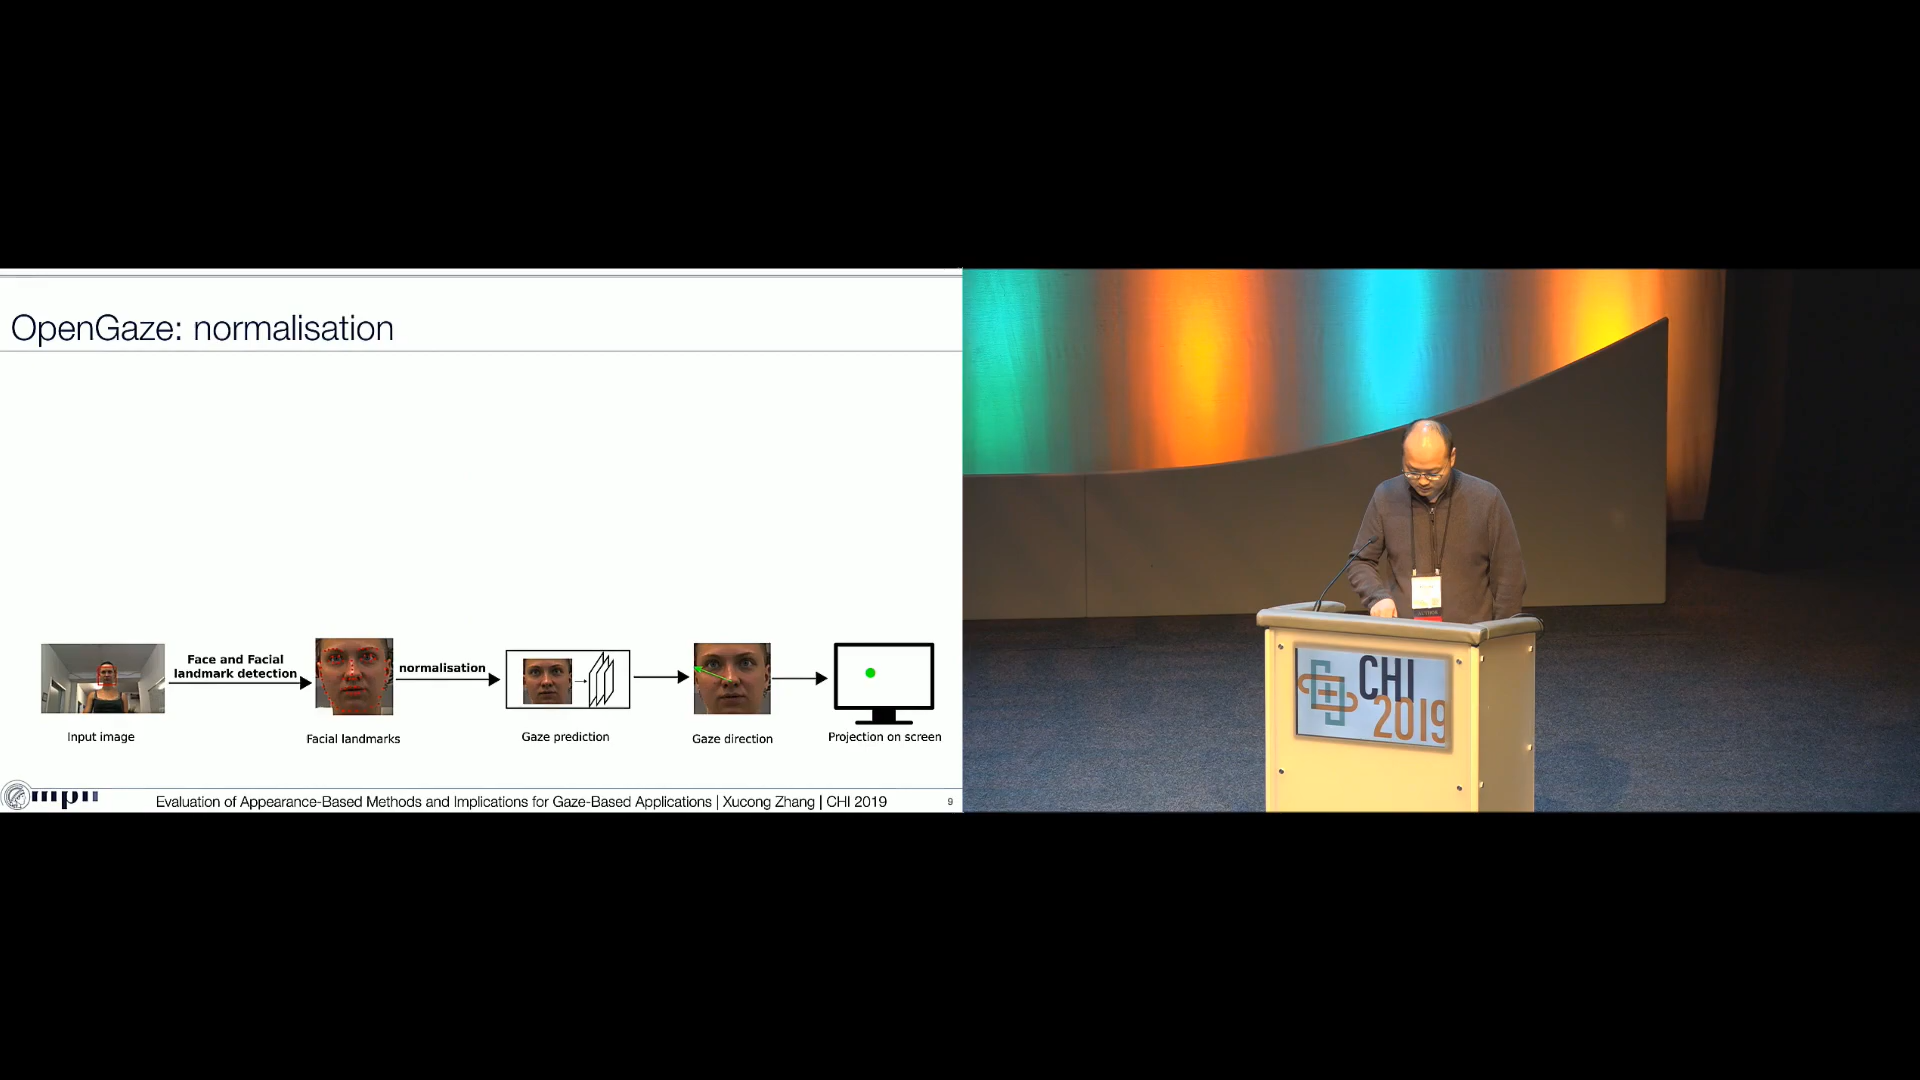 OpenGaze: normalisation
Face and Facial
landmark detection
normalisation
Input image
Facial landmarks
Gaze prediction
Gaze direction
Projection on screen
mpii
Evaluation of Appearance-Based Methods and Implications for Gaze-Based Applications | Xucong Zhang | CHI 2019
9
CHI
2019